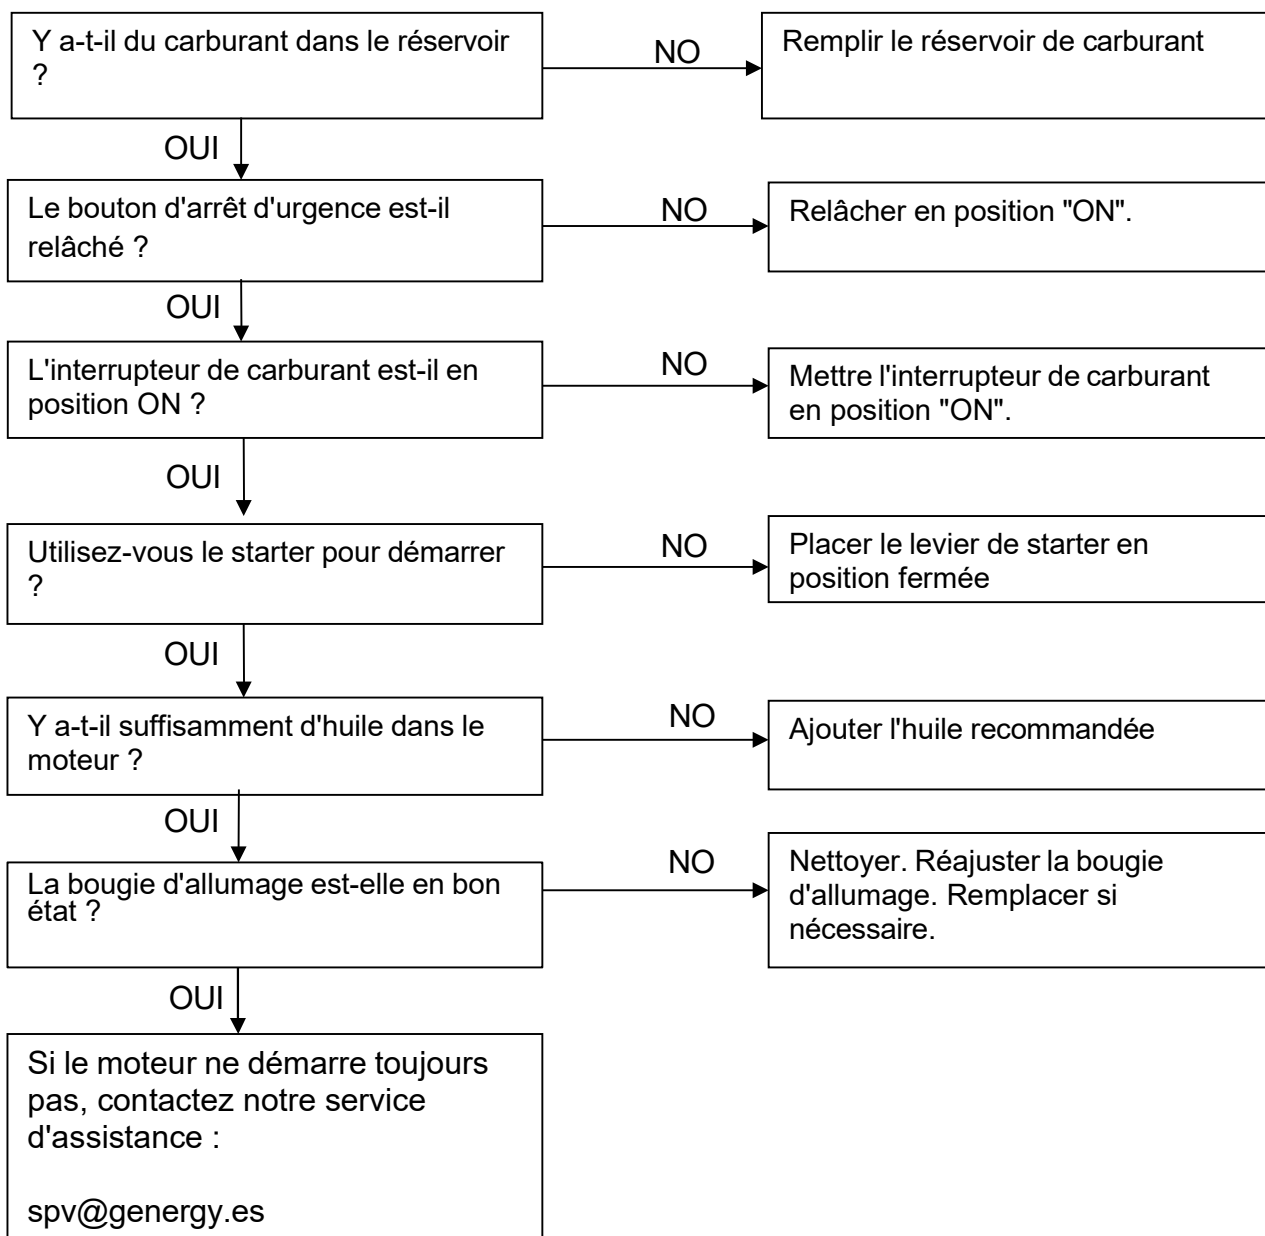 Y a-t-il du carburant dans le réservoir
?
NO
Remplir le réservoir de carburant
OUI
Le bouton d'arrêt d'urgence est-il
relâché ?
NO
Relâcher en position "ON".
OUI
L'interrupteur de carburant est-il en
position ON ?
NO
Mettre l'interrupteur de carburant
en position "ON".
OUI
Utilisez-vous le starter pour démarrer
?
NO
Placer le levier de starter en
position fermée
OUI
Y a-t-il suffisamment d'huile dans le
moteur ?
NO
Ajouter l'huile recommandée
OUI
La bougie d'allumage est-elle en bon
état ?
NO
Nettoyer. Réajuster la bougie
d'allumage. Remplacer si
nécessaire.
OUI
Si le moteur ne démarre toujours
pas, contactez notre service
d'assistance :
spv@genergy.es